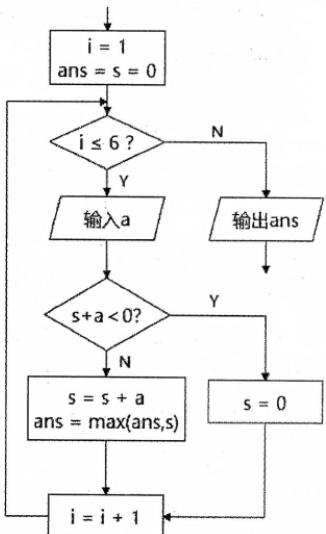 i = 1
ans = s = 0
i ≤ 6 ?
N
Y
输入a
输出ans
s+a<0?
Y
N
s = s + a
ans = max(ans,s)
s = 0
i = i + 1